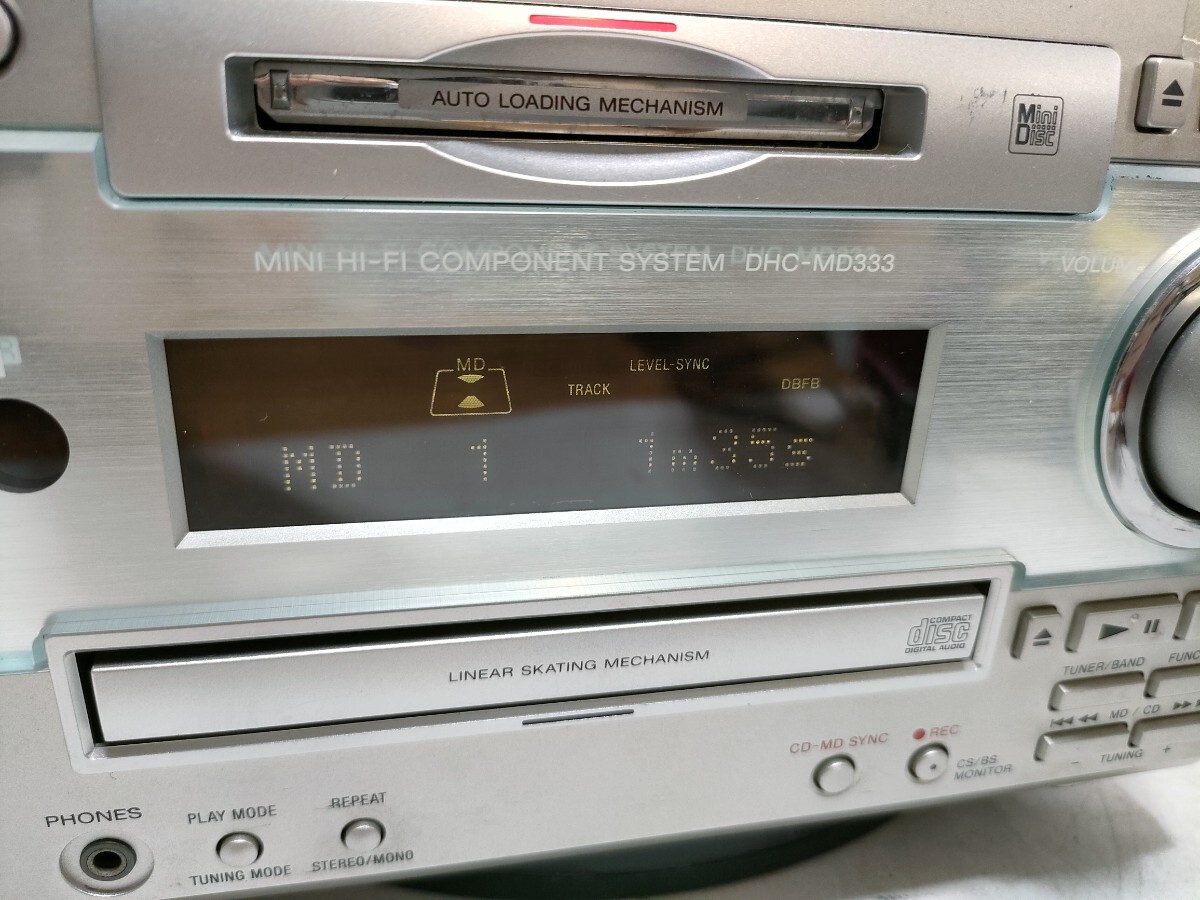 AUTO LOADING MECHANISM
Mini
Disc
MINI HI-FI COMPONENT SYSTEM DHC-MD333
MD
LEVEL-SYNC
TRACK
DBFB
MD 1 1m35s
LINEAR SKATING MECHANISM
COMPACT
disc
DIGITAL AUDIO
TUNER/BAND
MD / CD
- TUNING +
CD-MD SYNC
REC
CS/BS
MONITOR
PHONES
PLAY MODE
TUNING MODE
REPEAT
STEREO/MONO